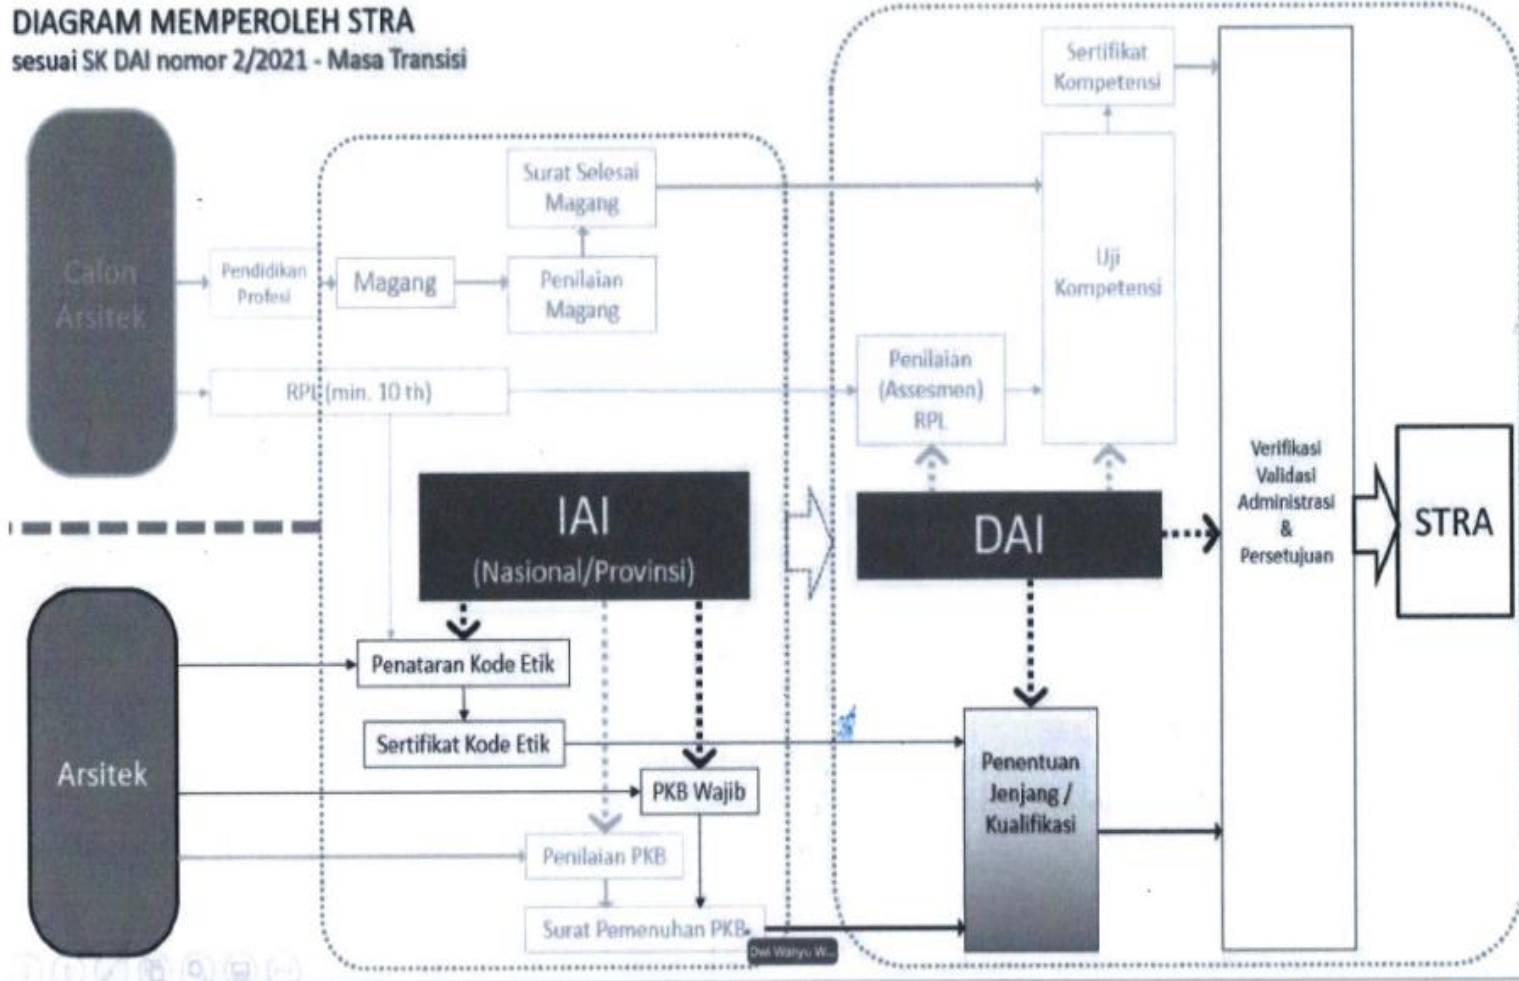 DIAGRAM MEMPEROLEH STRA
sesuai SK DAI nomor 2/2021 - Masa Transisi
Sertifikat
Kompetensi
Surat Selesai
Magang
Calon
Arsitek
Pendidikan
Profesi
Magang
Penilaian
Magang
Uji
Kompetensi
RPL (min. 10 th)
Penilaian
(Assesmen)
RPL
IAI
(Nasional/Provinsi)
DAI
Verifikasi
Validasi
Administrasi
&
Persetujuan
STRA
Arsitek
Penataran Kode Etik
Sertifikat Kode Etik
PKB Wajib
Penilaian PKB
Surat Pemenuhan PKB
Penentuan
Jenjang /
Kualifikasi